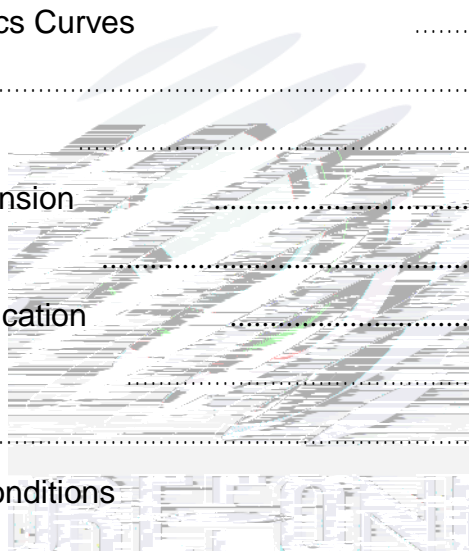 cs Curves ........
................................................
........................................
nsion ..........................
.....................................
cation ........................
..................................
................................................
onditions